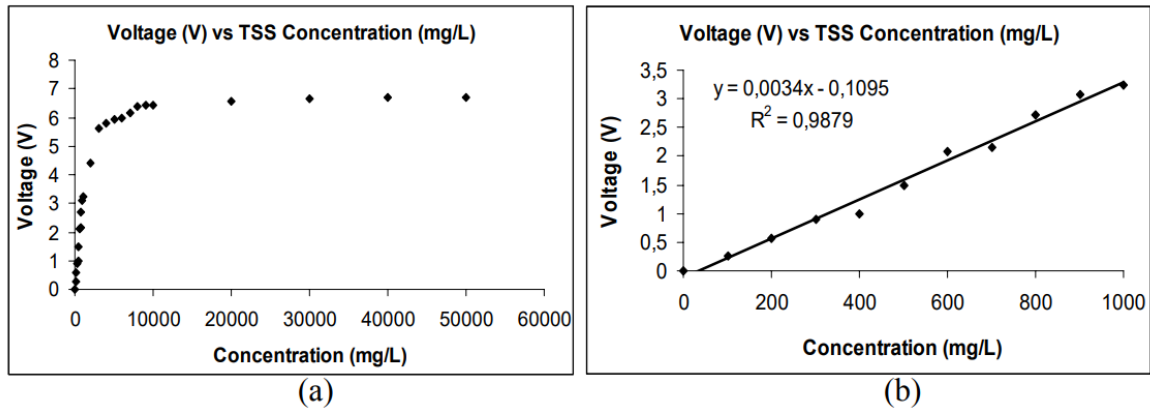 Voltage (V) vs TSS Concentration (mg/L)
8
7
6
5
4
3
2
1
0
Voltage (V)
0 10000 20000 30000 40000 50000 60000
Concentration (mg/L)
(a)
Voltage (V) vs TSS Concentration (mg/L)
y = 0,0034x - 0,1095
R² = 0,9879
3,5
3
2,5
2
1,5
1
0,5
0
Voltage (V)
0 200 400 600 800 1000
Concentration (mg/L)
(b)